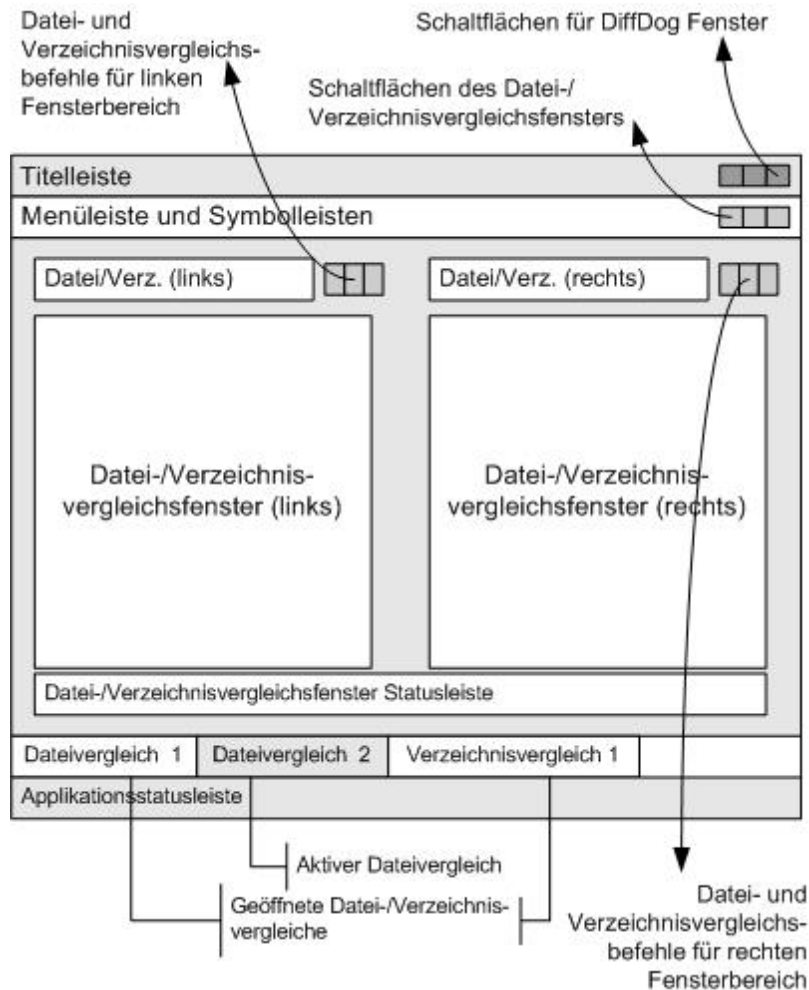 Datei- und
Verzeichnisvergleichs-
befehle für linken
Fensterbereich
Schaltflächen für DiffDog Fenster
Schaltflächen des Datei-/
Verzeichnisvergleichsfensters
Titelleiste
Menüleiste und Symbolleisten
Datei/Verz. (links)
Datei/Verz. (rechts)
Datei-/Verzeichnis-
vergleichsfenster (links)
Datei-/Verzeichnis-
vergleichsfenster (rechts)
Datei-/Verzeichnisvergleichsfenster Statusleiste
Dateivergleich 1
Dateivergleich 2
Verzeichnisvergleich 1
Applikationsstatusleiste
Aktiver Dateivergleich
Geöffnete Datei-/Verzeichnis-
vergleiche
Datei- und
Verzeichnisvergleichs-
befehle für rechten
Fensterbereich